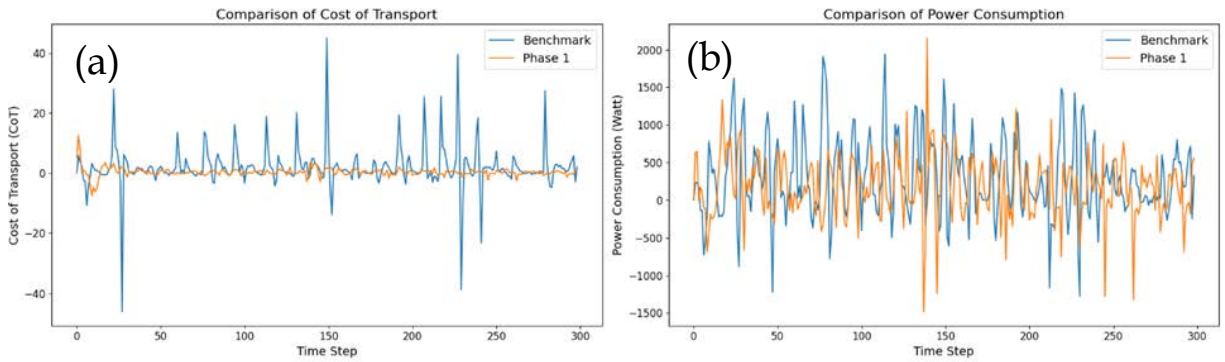 Comparison of Cost of Transport
(a)
Benchmark
Phase 1
Cost of Transport (CoT)
40
20
0
−20
−40
0
50
100
150
200
250
300
Time Step
Comparison of Power Consumption
(b)
Benchmark
Phase 1
Power Consumption (Watt)
2000
1500
1000
500
0
−500
−1000
−1500
0
50
100
150
200
250
300
Time Step